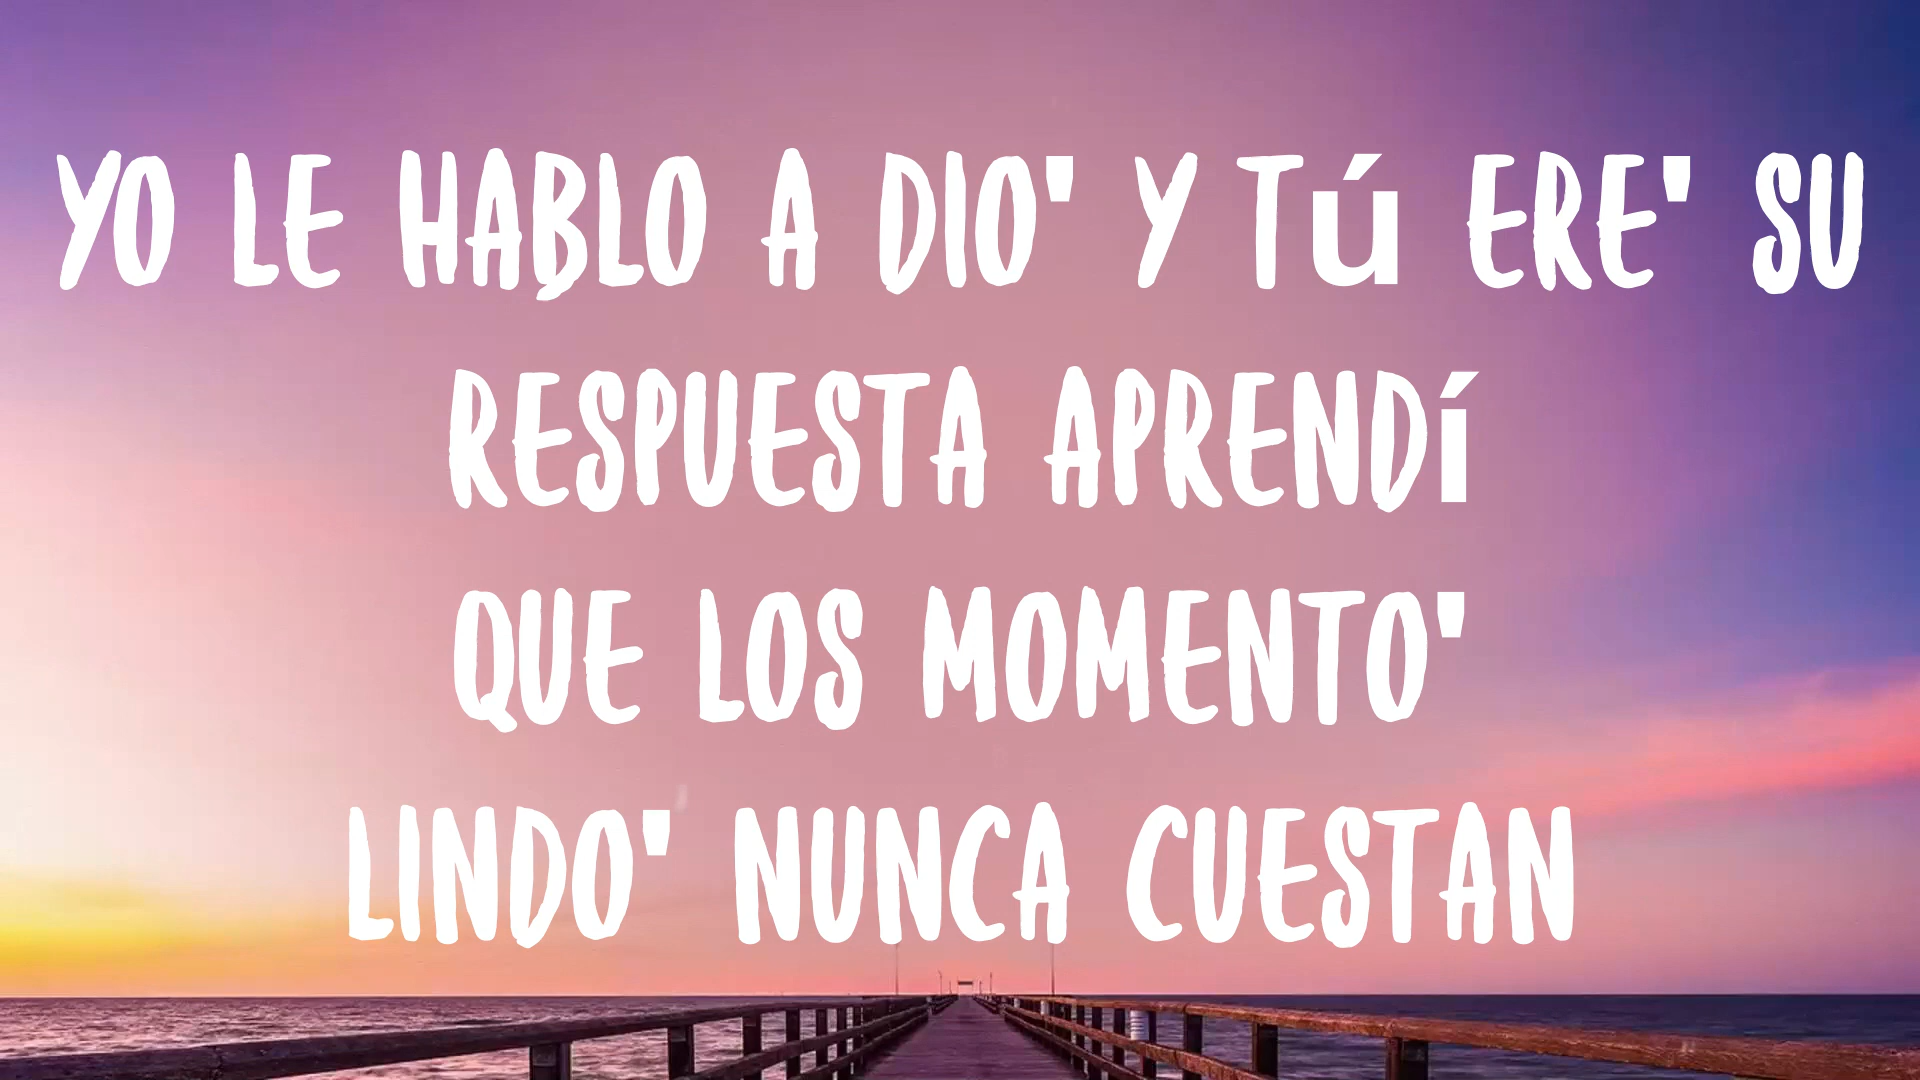 YO LE HABLO A DIO' Y Tú ERE' SU
RESPUESTA APRENDí
QUE LOS MOMENTO'
LINDO' NUNCA CUESTAN